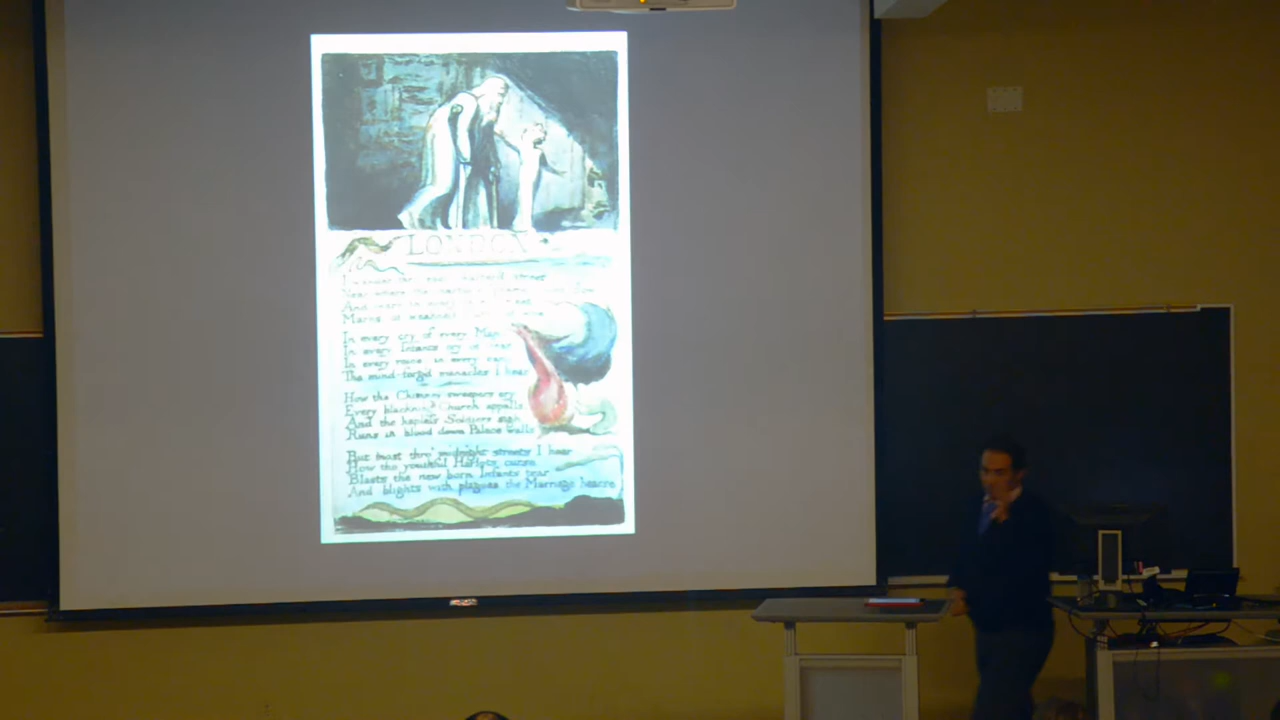 LONDON
And
In every cry of every Man
In every Infants cry of fear
In every voice in every ban
The mind-forgd manacles I hear
How the Chimney sweepers cry
Every blackning Church appalls
And the hapless Soldiers sigh
Runs in blood down Palace walls
But most thro' midnight streets I hear
How the youthful Harlots curse
Blasts the new born Infants tear
And blights with plagues the Marriage hearse